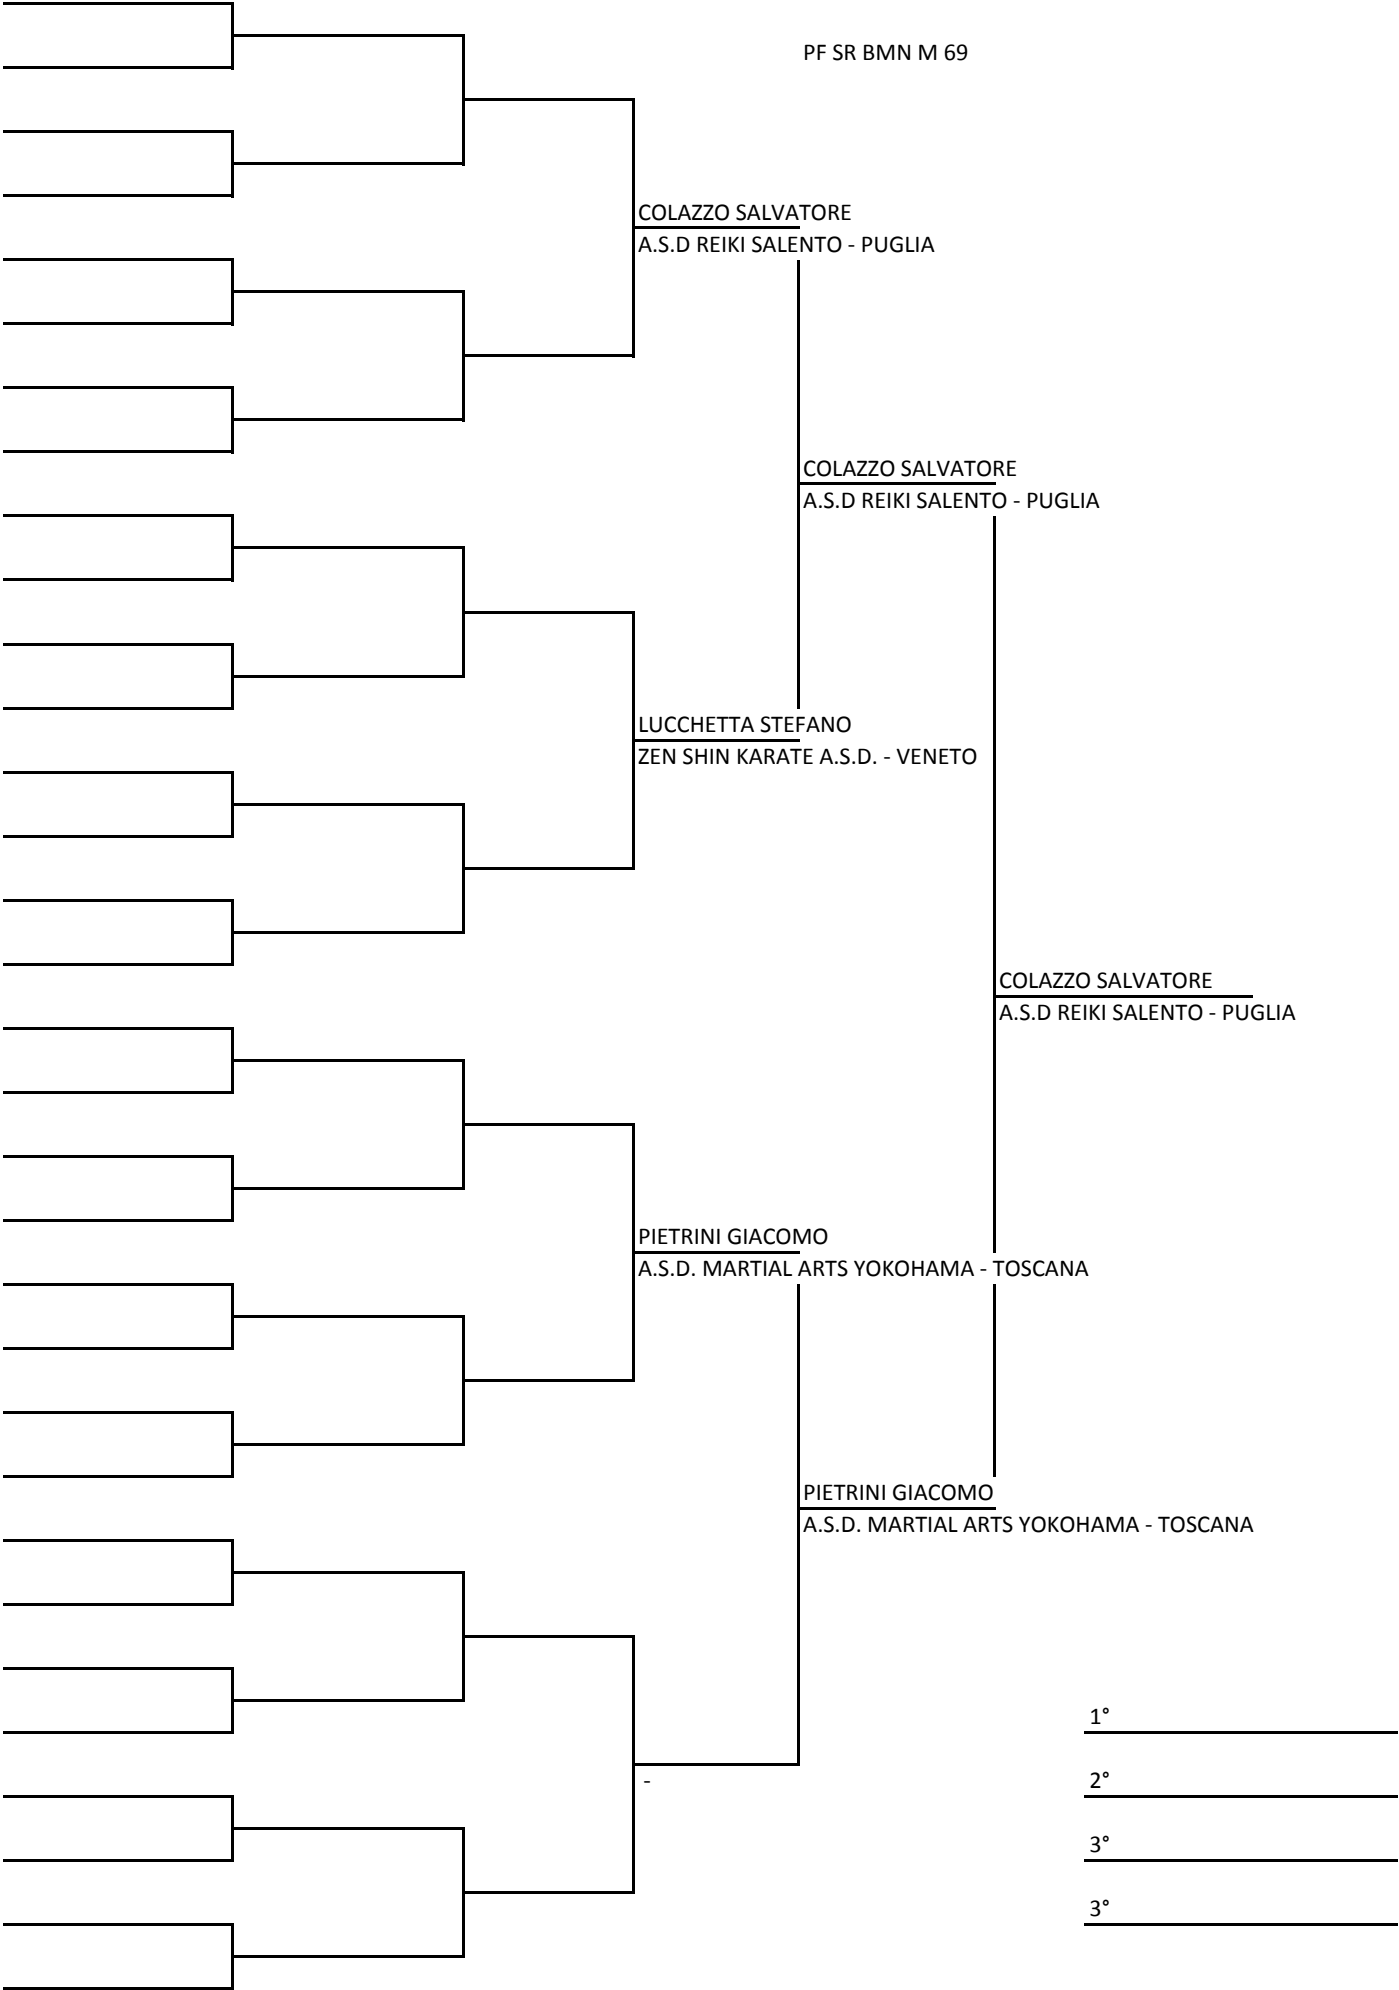 PF SR BMN M 69
COLAZZO SALVATORE
A.S.D REIKI SALENTO - PUGLIA
COLAZZO SALVATORE
A.S.D REIKI SALENTO - PUGLIA
LUCCHETTA STEFANO
ZEN SHIN KARATE A.S.D. - VENETO
COLAZZO SALVATORE
A.S.D REIKI SALENTO - PUGLIA
PIETRINI GIACOMO
A.S.D. MARTIAL ARTS YOKOHAMA - TOSCANA
PIETRINI GIACOMO
A.S.D. MARTIAL ARTS YOKOHAMA - TOSCANA
1°
-
2°
3°
3°